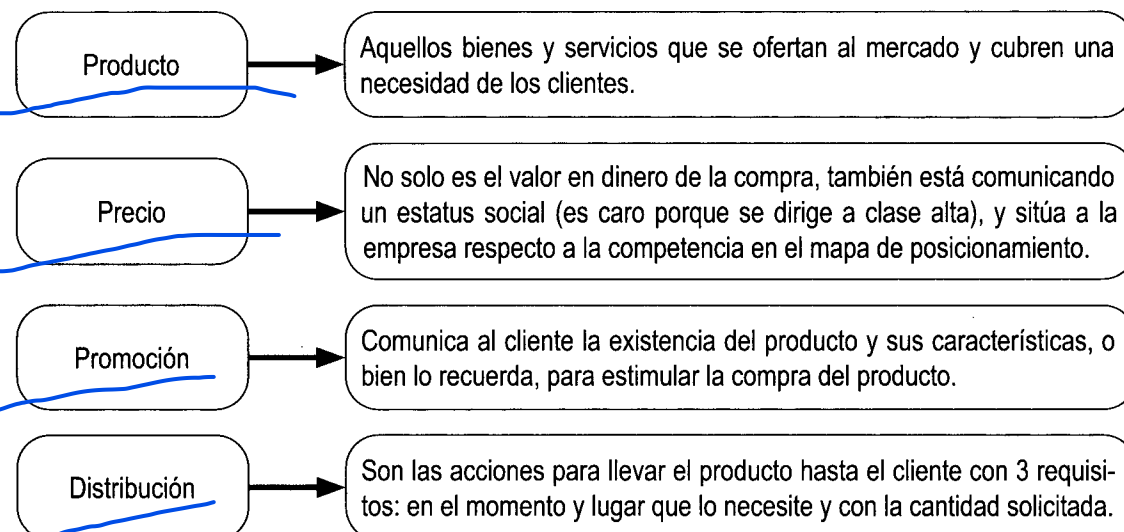 Producto
Aquellos bienes y servicios que se ofertan al mercado y cubren una
necesidad de los clientes.
Precio
No solo es el valor en dinero de la compra, también está comunicando
un estatus social (es caro porque se dirige a clase alta), y sitúa a la
empresa respecto a la competencia en el mapa de posicionamiento.
Promoción
Comunica al cliente la existencia del producto y sus características, o
bien lo recuerda, para estimular la compra del producto.
Distribución
Son las acciones para llevar el producto hasta el cliente con 3 requisi-
tos: en el momento y lugar que lo necesite y con la cantidad solicitada.